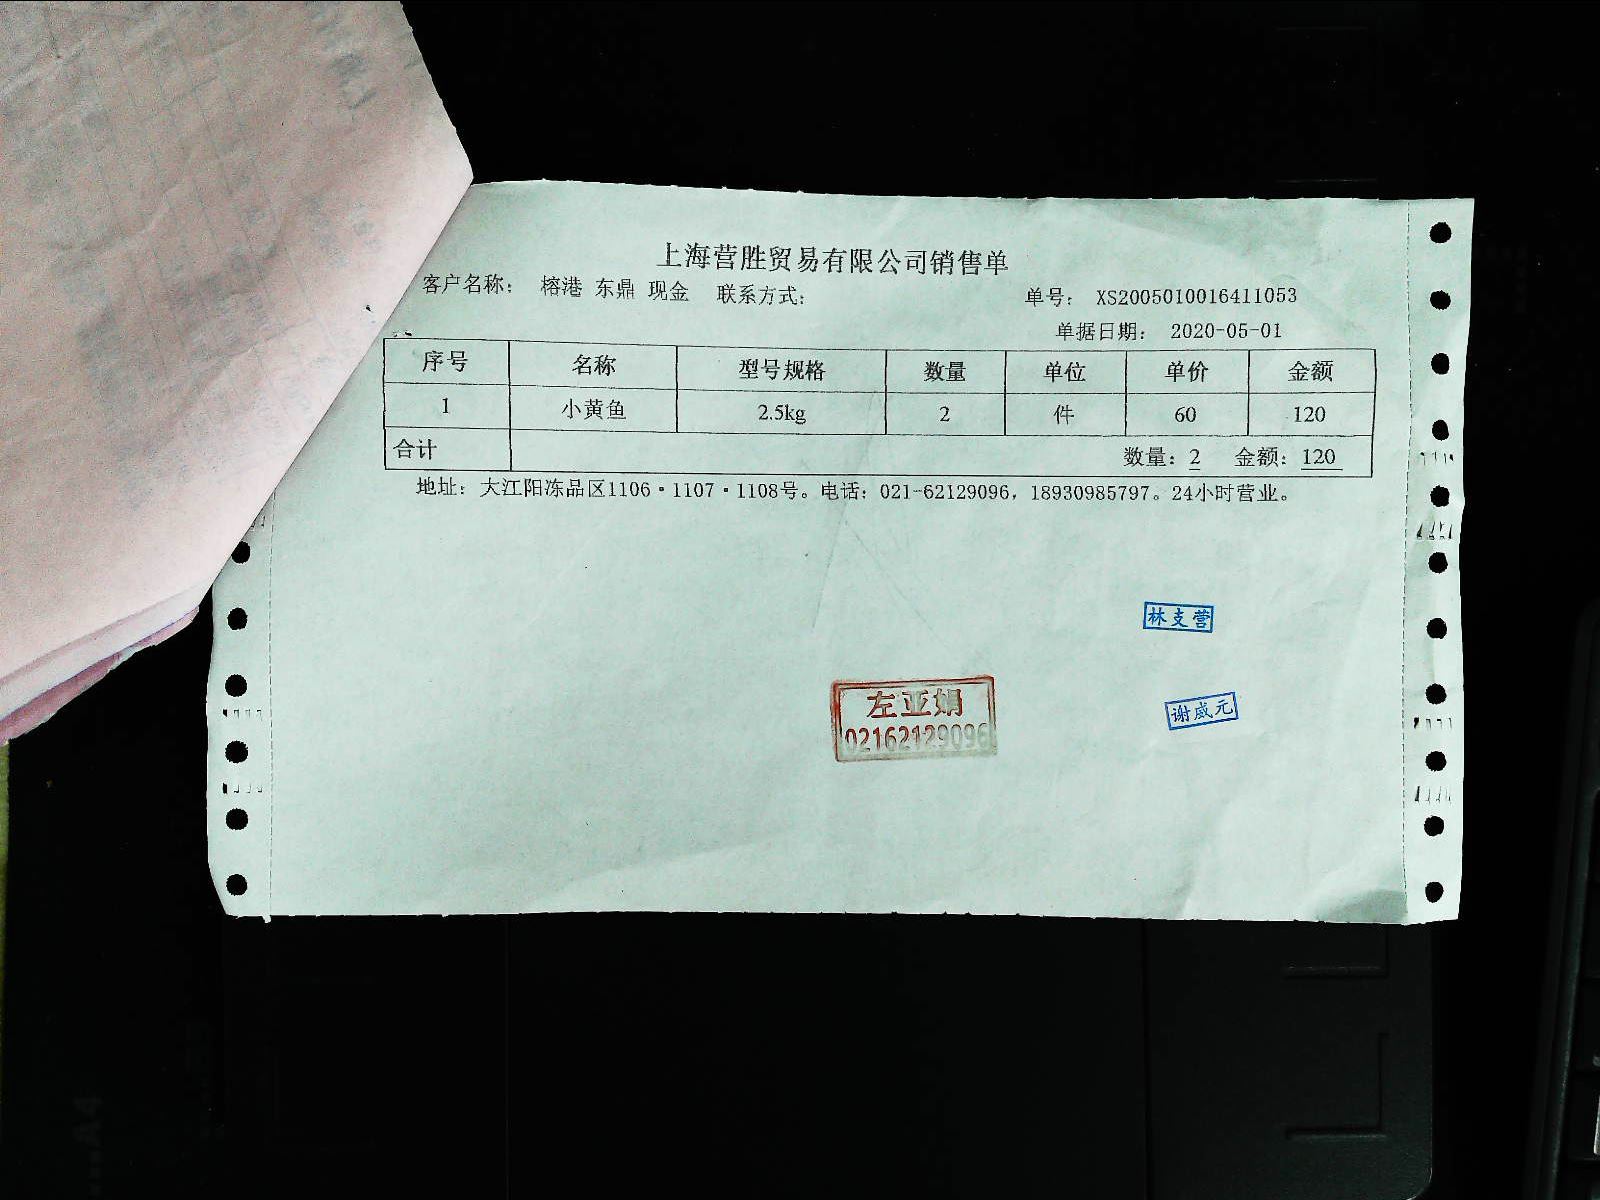 上海营胜贸易有限公司销售单
客户名称: 榕港 东鼎 现金 联系方式: 单号: XS2005010016411053
单据日期: 2020-05-01
序号 名称 型号规格 数量 单位 单价 金额
1 小黄鱼 2.5kg 2 件 60 120
合计 数量: 2 金额: 120
地址: 大江阳冻品区1106·1107·1108号。电话: 021-62129096, 18930985797。24小时营业。
林支营
左亚娟
02162129096
谢威元